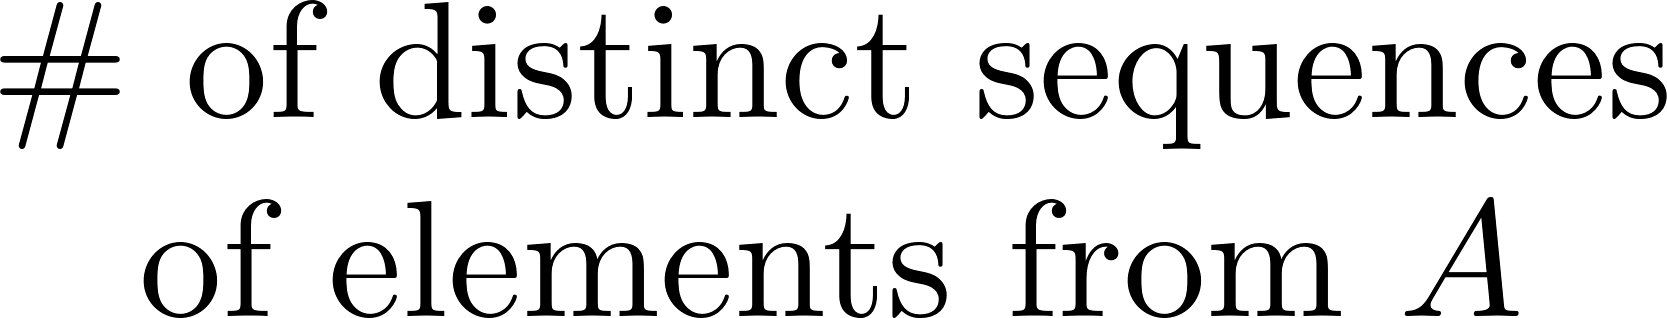 # of distinct sequences
of elements from A